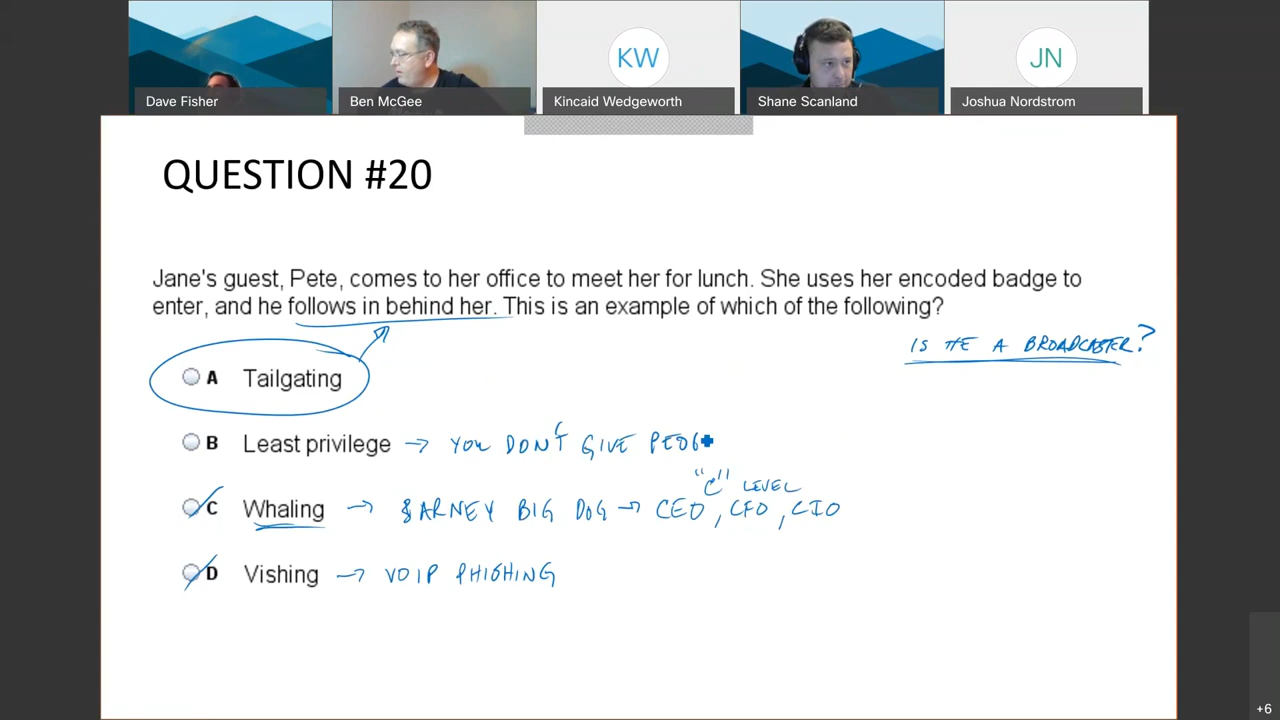 KW
JN
Dave Fisher
Ben McGee
Kincaid Wedgeworth
Shane Scanland
Joshua Nordstrom
QUESTION #20
Jane's guest, Pete, comes to her office to meet her for lunch. She uses her encoded badge to
enter, and he follows in behind her. This is an example of which of the following?
IS HE A BROADCASTER?
A Tailgating
B Least privilege → YOU DON'T GIVE PEO
"C" LEVEL
C Whaling → BARNEY BIG DOG → CEO, CFO, CIO
D Vishing → VOIP PHISHING
+6